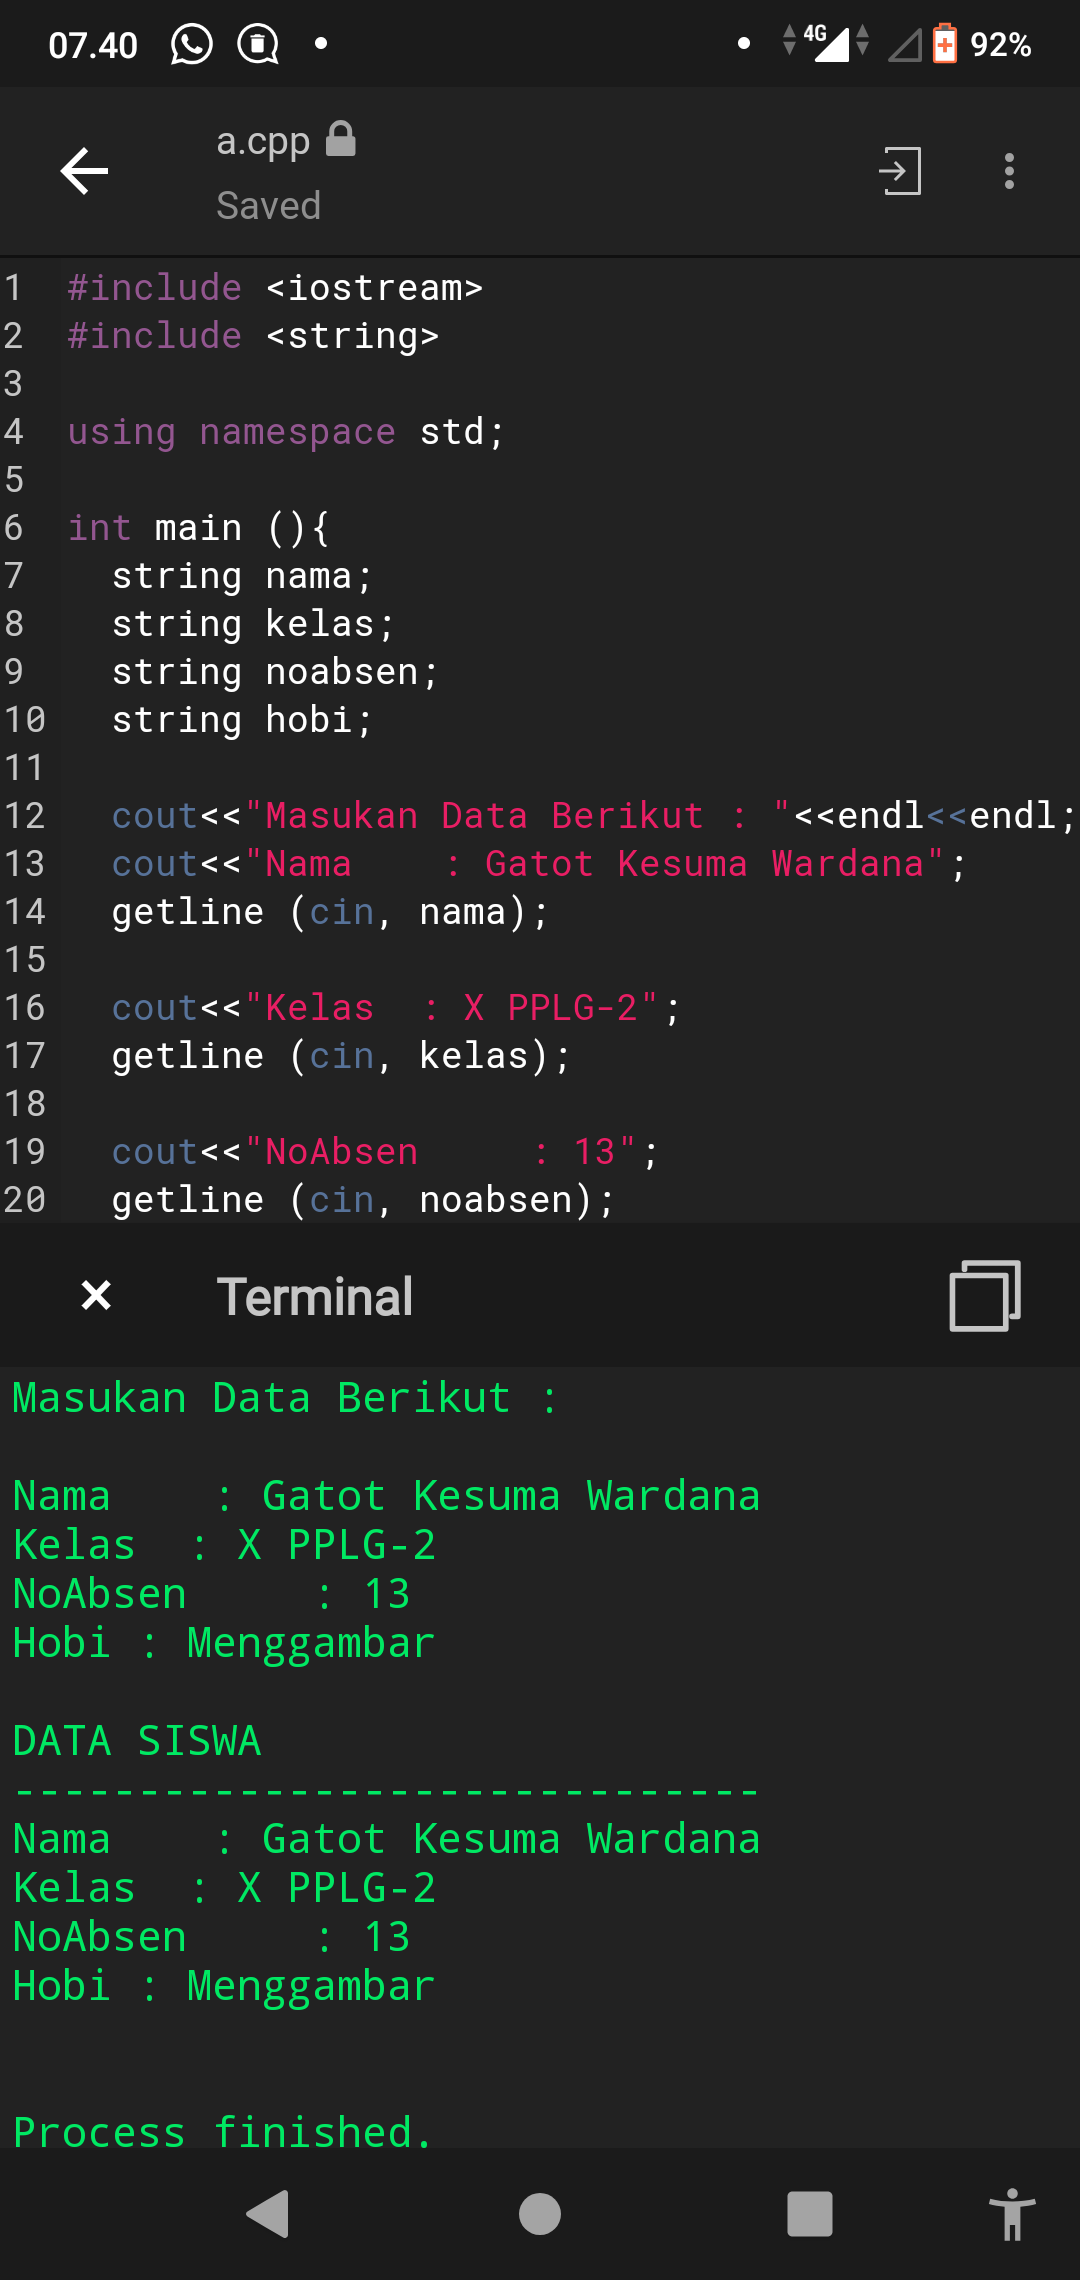 07.40
4G
92%
a.cpp
Saved
1 #include <iostream>
2 #include <string>
3
4 using namespace std;
5
6 int main (){
7   string nama;
8   string kelas;
9   string noabsen;
10   string hobi;
11
12   cout<<"Masukan Data Berikut : "<<endl<<endl;
13   cout<<"Nama    : Gatot Kesuma Wardana";
14   getline (cin, nama);
15
16   cout<<"Kelas  : X PPLG-2";
17   getline (cin, kelas);
18
19   cout<<"NoAbsen     : 13";
20   getline (cin, noabsen);
Terminal
Masukan Data Berikut :
Nama    : Gatot Kesuma Wardana
Kelas  : X PPLG-2
NoAbsen     : 13
Hobi : Menggambar
DATA SISWA
------------------------------
Nama    : Gatot Kesuma Wardana
Kelas  : X PPLG-2
NoAbsen     : 13
Hobi : Menggambar
Process finished.